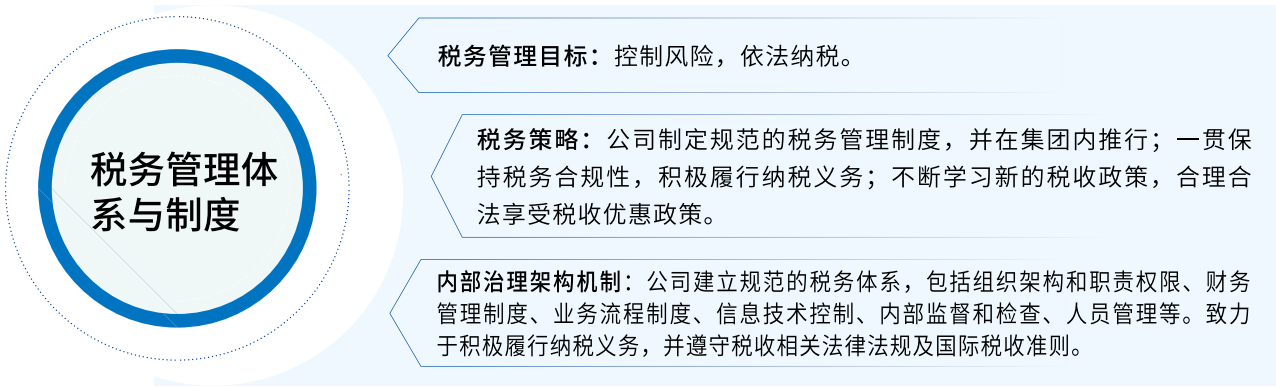 税务管理体
系与制度
税务管理目标：控制风险，依法纳税。
税务策略：公司制定规范的税务管理制度，并在集团内推行；一贯保
持税务合规性，积极履行纳税义务；不断学习新的税收政策，合理合
法享受税收优惠政策。
内部治理架构机制：公司建立规范的税务体系，包括组织架构和职责权限、财务
管理制度、业务流程制度、信息技术控制、内部监督和检查、人员管理等。致力
于积极履行纳税义务，并遵守税收相关法律法规及国际税收准则。